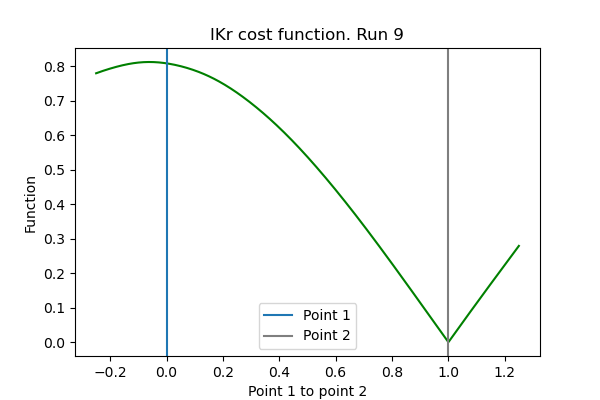 IKr cost function. Run 9
Function
0.8
0.7
0.6
0.5
0.4
0.3
0.2
0.1
0.0
Point 1
Point 2
−0.2 0.0 0.2 0.4 0.6 0.8 1.0 1.2
Point 1 to point 2